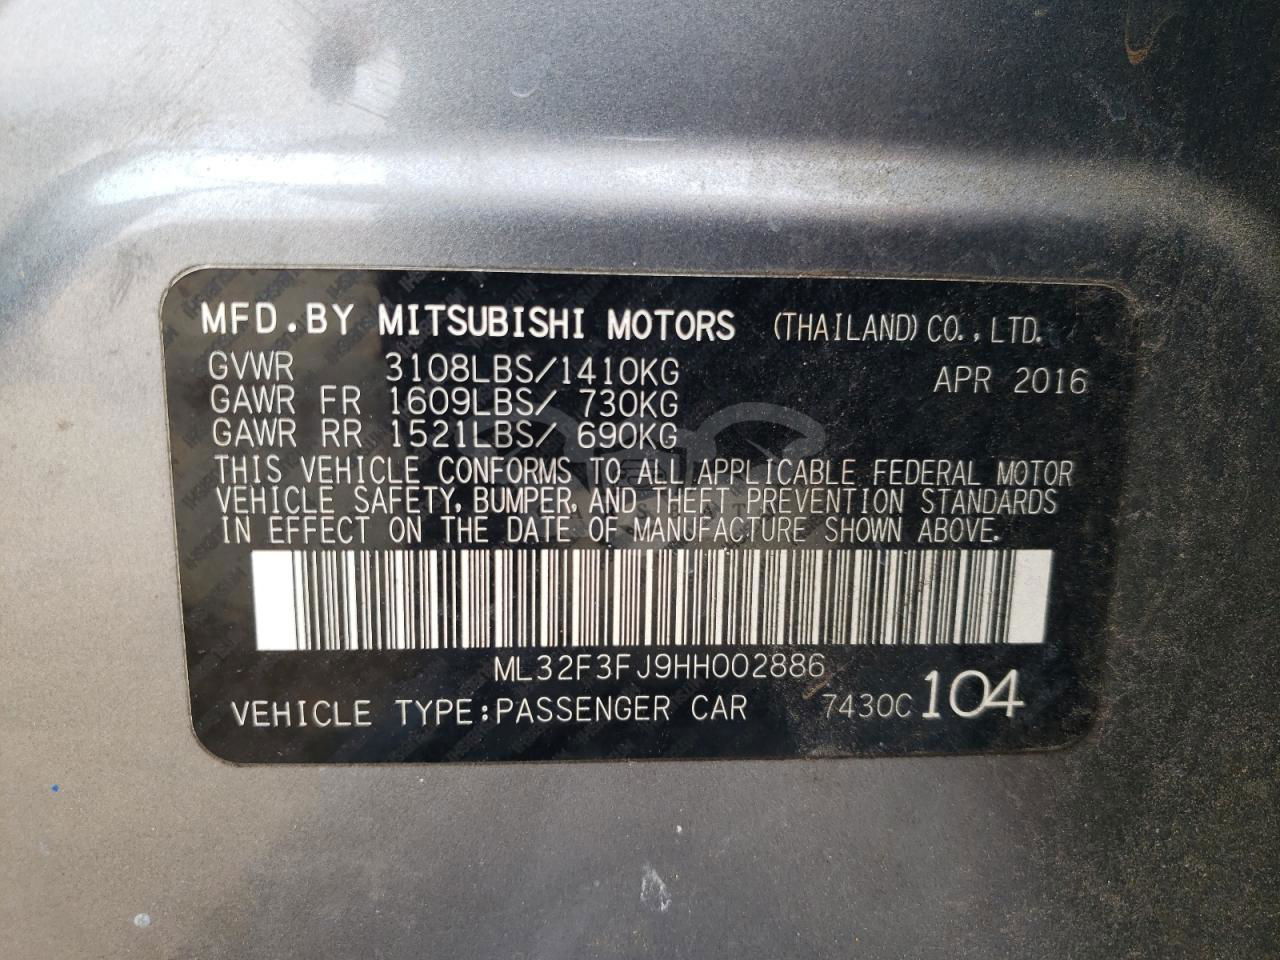 MFD.BY MITSUBISHI MOTORS (THAILAND)CO.,LTD.
GVWR 3108LBS/1410KG APR 2016
GAWR FR 1609LBS/ 730KG
GAWR RR 1521LBS/ 690KG
THIS VEHICLE CONFORMS TO ALL APPLICABLE FEDERAL MOTOR
VEHICLE SAFETY, BUMPER, AND THEFT PREVENTION STANDARDS
IN EFFECT ON THE DATE OF MANUFACTURE SHOWN ABOVE.
ML32F3FJ9HH002886
VEHICLE TYPE:PASSENGER CAR 7430C 104